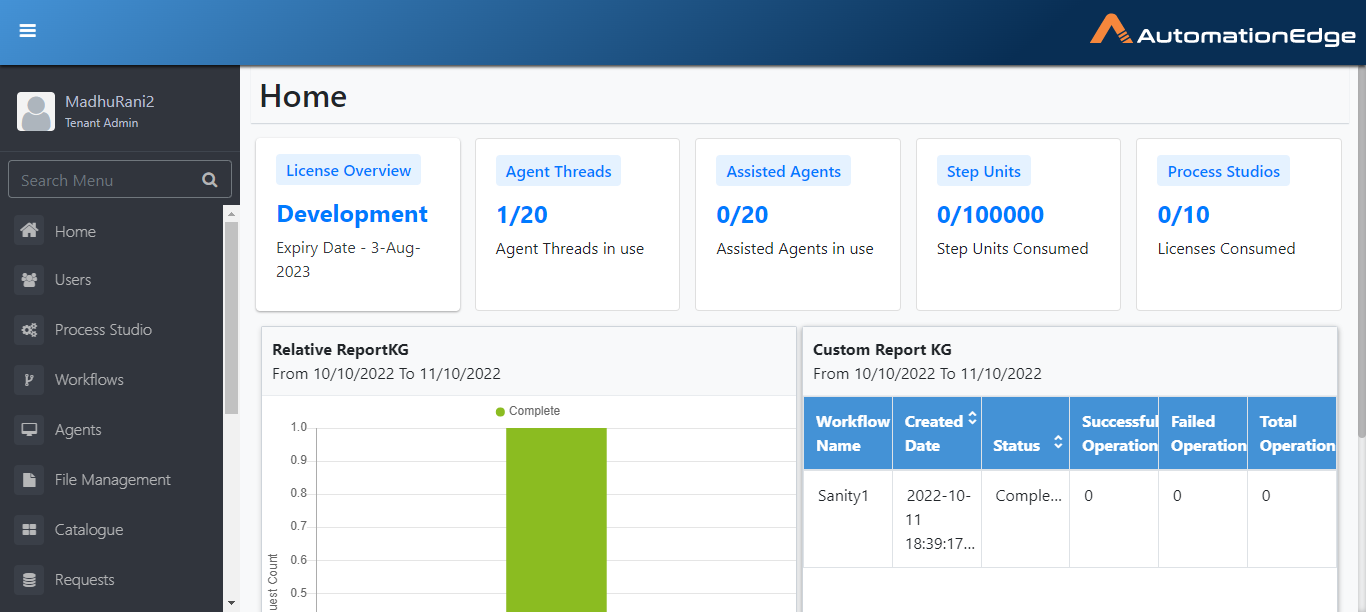 AutomationEdge
MadhuRani2
Tenant Admin
Search Menu
Home
Users
Process Studio
Workflows
Agents
File Management
Catalogue
Requests
Home
License Overview
Development
Expiry Date - 3-Aug-
2023
Agent Threads
1/20
Agent Threads in use
Assisted Agents
0/20
Assisted Agents in use
Step Units
0/100000
Step Units Consumed
Process Studios
0/10
Licenses Consumed
Relative ReportKG
From 10/10/2022 To 11/10/2022
Complete
1.0
0.9
0.8
0.7
0.6
0.5
uest Count
Custom Report KG
From 10/10/2022 To 11/10/2022
Workflow
Name
Created
Date
Status
Successful
Operation
Failed
Operation
Total
Operation
Sanity1
2022-10-
11
18:39:17...
Comple...
0
0
0